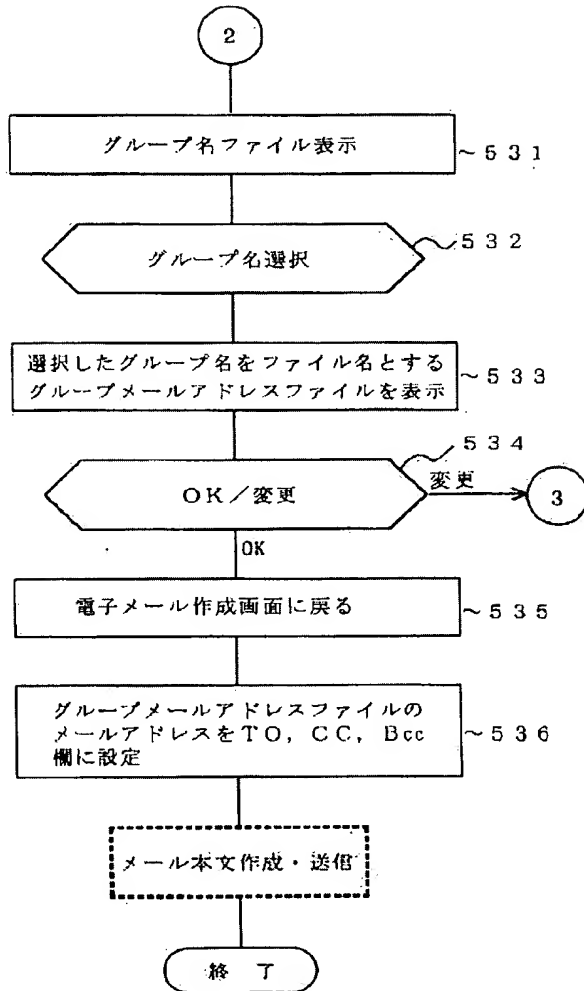 2
グループ名ファイル表示
～５３１
５３２
グループ名選択
選択したグループ名をファイル名とする
グループメールアドレスファイルを表示
～５３３
５３４
ＯＫ／変更
変更
3
OK
電子メール作成画面に戻る
～５３５
グループメールアドレスファイルの
メールアドレスをＴＯ，ＣＣ，Ｂcc
欄に設定
～５３６
メール本文作成・送信
終 了